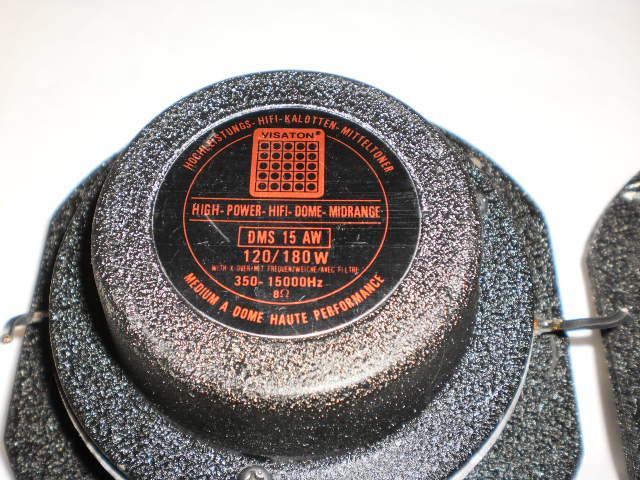 HOCHLEISTUNGS-HIFI-KALOTTEN-MITTELTÖNER
VISATON®
HIGH-POWER-HIFI-DOME-MIDRANGE
DMS 15 AW
120/180 W
WITH X-OVER·MIT FREQUENZWEICHE/AVEC FILTRE
350-15000Hz
8Ω
MEDIUM A DOME HAUTE PERFORMANCE